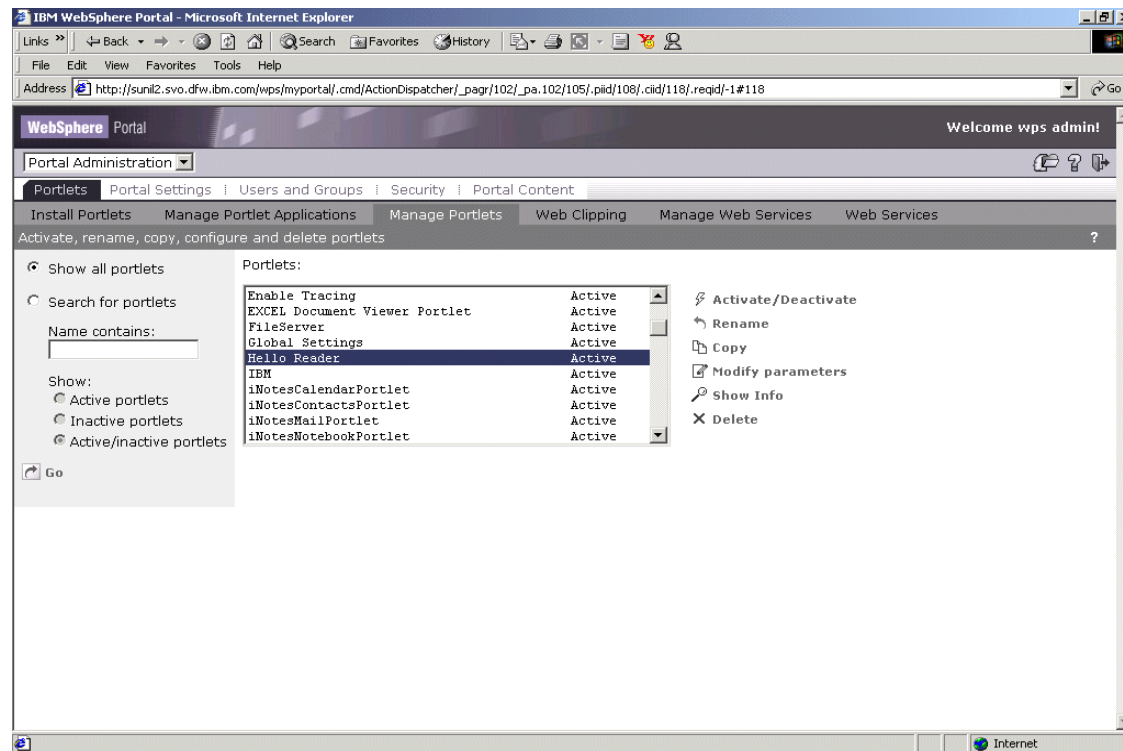 IBM WebSphere Portal - Microsoft Internet Explorer
Links » Back Search Favorites History
File Edit View Favorites Tools Help
Address http://sunil2.svo.dfw.ibm.com/wps/myportal/.cmd/ActionDispatcher/_pagr/102/_pa.102/105/.piid/108/.ciid/118/.reqid/-1#118 Go
WebSphere Portal Welcome wps admin!
Portal Administration ?
Portlets Portal Settings | Users and Groups | Security | Portal Content
Install Portlets Manage Portlet Applications Manage Portlets Web Clipping Manage Web Services Web Services
Activate, rename, copy, configure and delete portlets ?
Show all portlets
Search for portlets
Name contains:
Show:
Active portlets
Inactive portlets
Active/inactive portlets
Go
Portlets:
Enable Tracing Active
EXCEL Document Viewer Portlet Active
FileServer Active
Global Settings Active
Hello Reader Active
IBM Active
iNotesCalendarPortlet Active
iNotesContactsPortlet Active
iNotesMailPortlet Active
iNotesNotebookPortlet Active
Activate/Deactivate
Rename
Copy
Modify parameters
Show Info
Delete
Internet